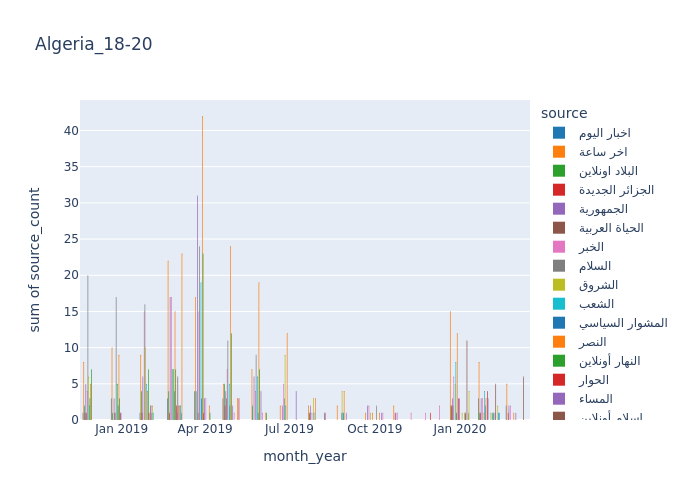 Algeria_18-20
sum of source_count
40
35
30
25
20
15
10
5
0
Jan 2019
Apr 2019
Jul 2019
Oct 2019
Jan 2020
month_year
source
اخبار اليوم
اخر ساعة
البلاد اونلاين
الجزائر الجديدة
الجمهورية
الحياة العربية
الخبر
السلام
الشروق
الشعب
المشوار السياسي
النصر
النهار أونلاين
الحوار
المساء